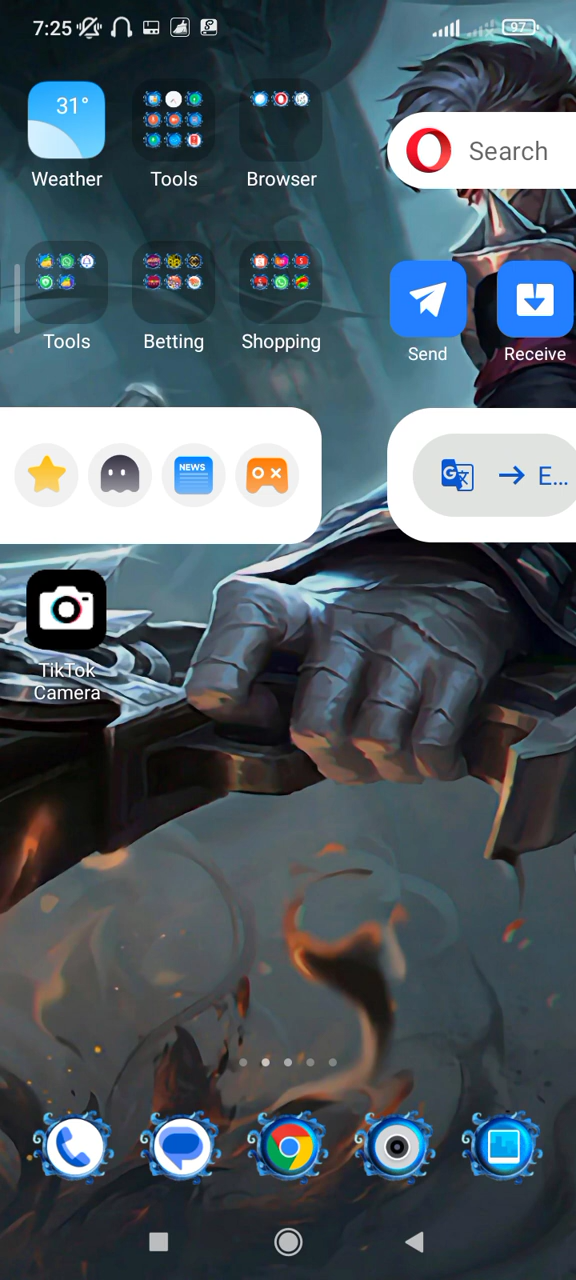 7:25
97
31°
Weather
Tools
Browser
Search
Tools
Betting
Shopping
Send
Receive
NEWS
E...
TikTok
Camera